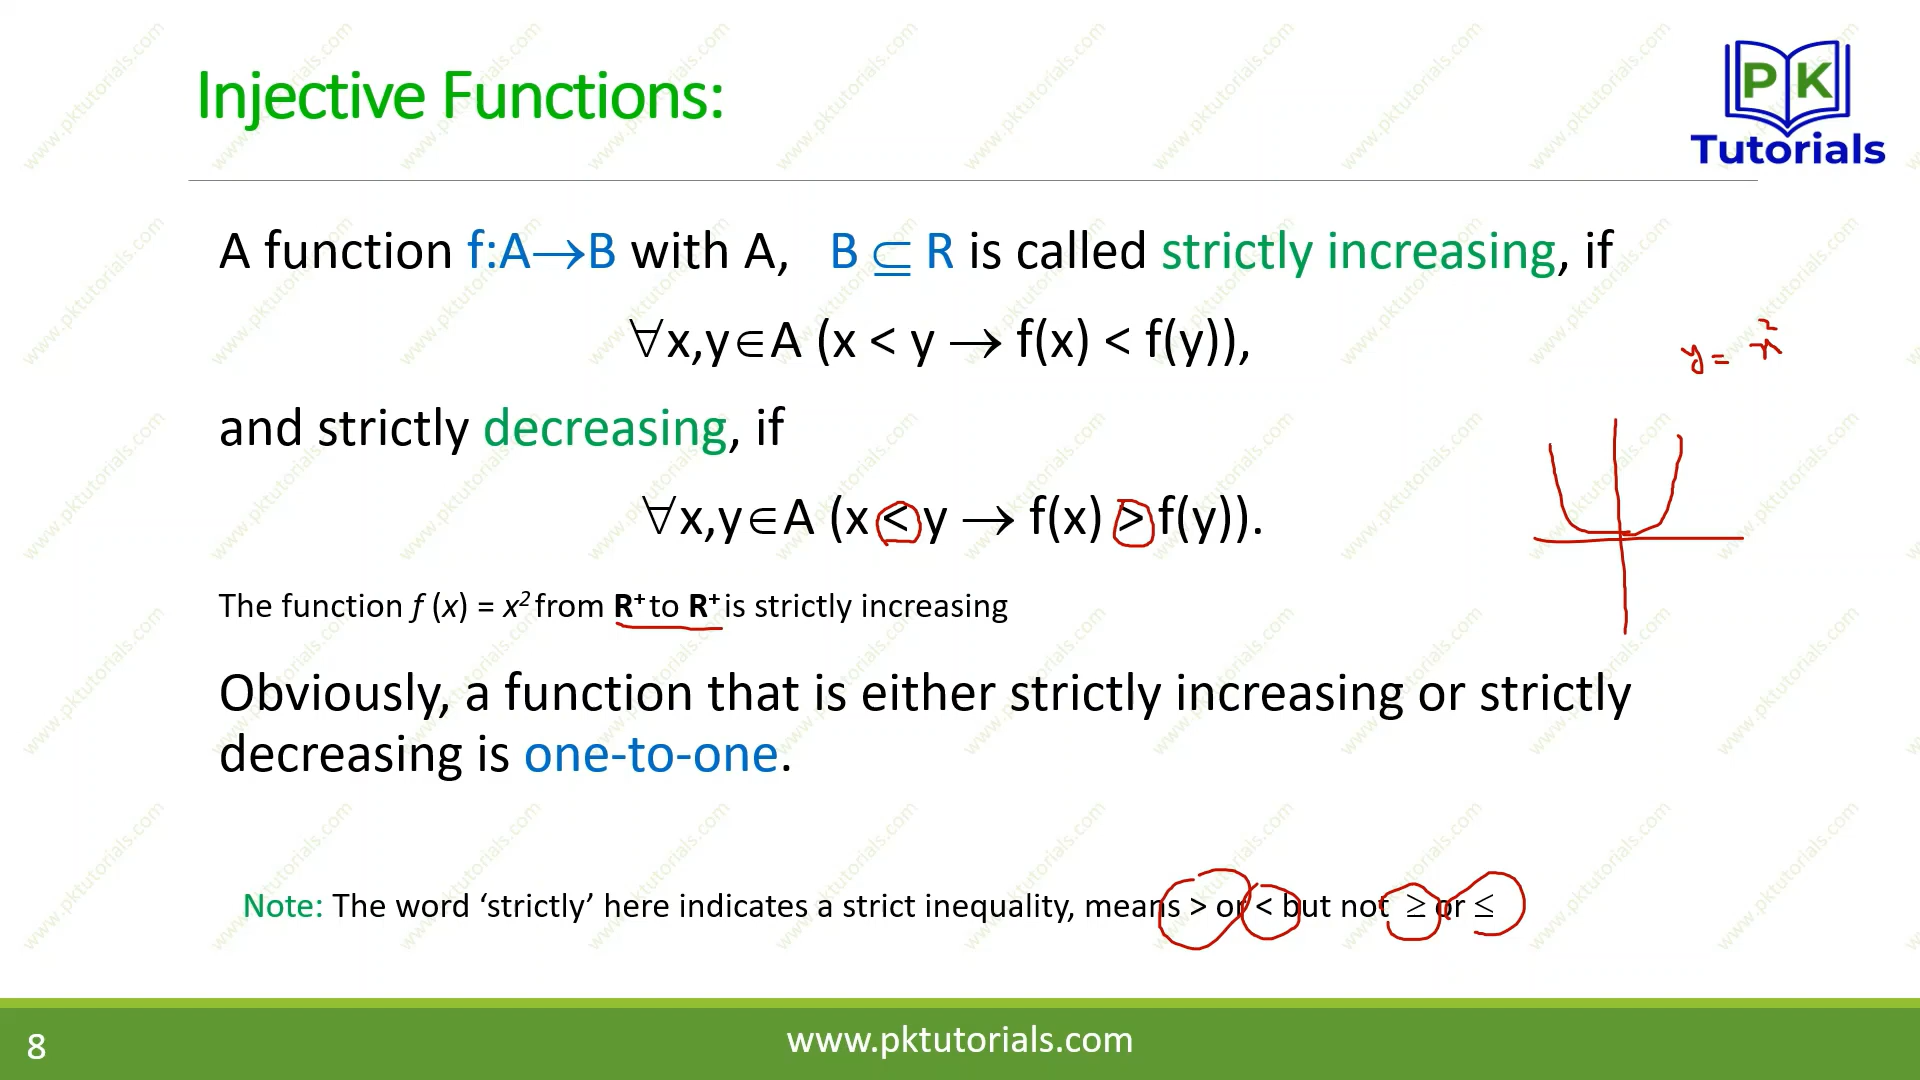 Injective Functions:
PK
Tutorials
A function f:A→B with A, B ⊆ R is called strictly increasing, if
∀x,y∈A (x < y → f(x) < f(y)),
y = x²
and strictly decreasing, if
∀x,y∈A (x < y → f(x) > f(y)).
The function f (x) = x² from R⁺ to R⁺ is strictly increasing
Obviously, a function that is either strictly increasing or strictly
decreasing is one-to-one.
Note: The word ‘strictly’ here indicates a strict inequality, means > or < but not ≥ or ≤
8
www.pktutorials.com